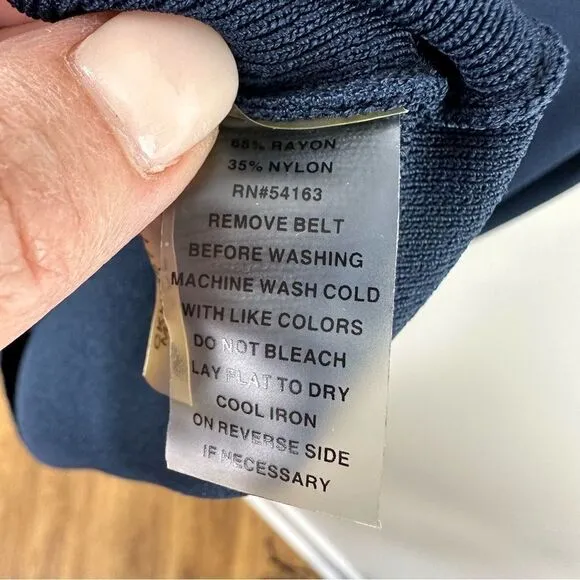 65% RAYON
35% NYLON
RN#54163
REMOVE BELT
BEFORE WASHING
MACHINE WASH COLD
WITH LIKE COLORS
DO NOT BLEACH
LAY FLAT TO DRY
COOL IRON
ON REVERSE SIDE
IF NECESSARY